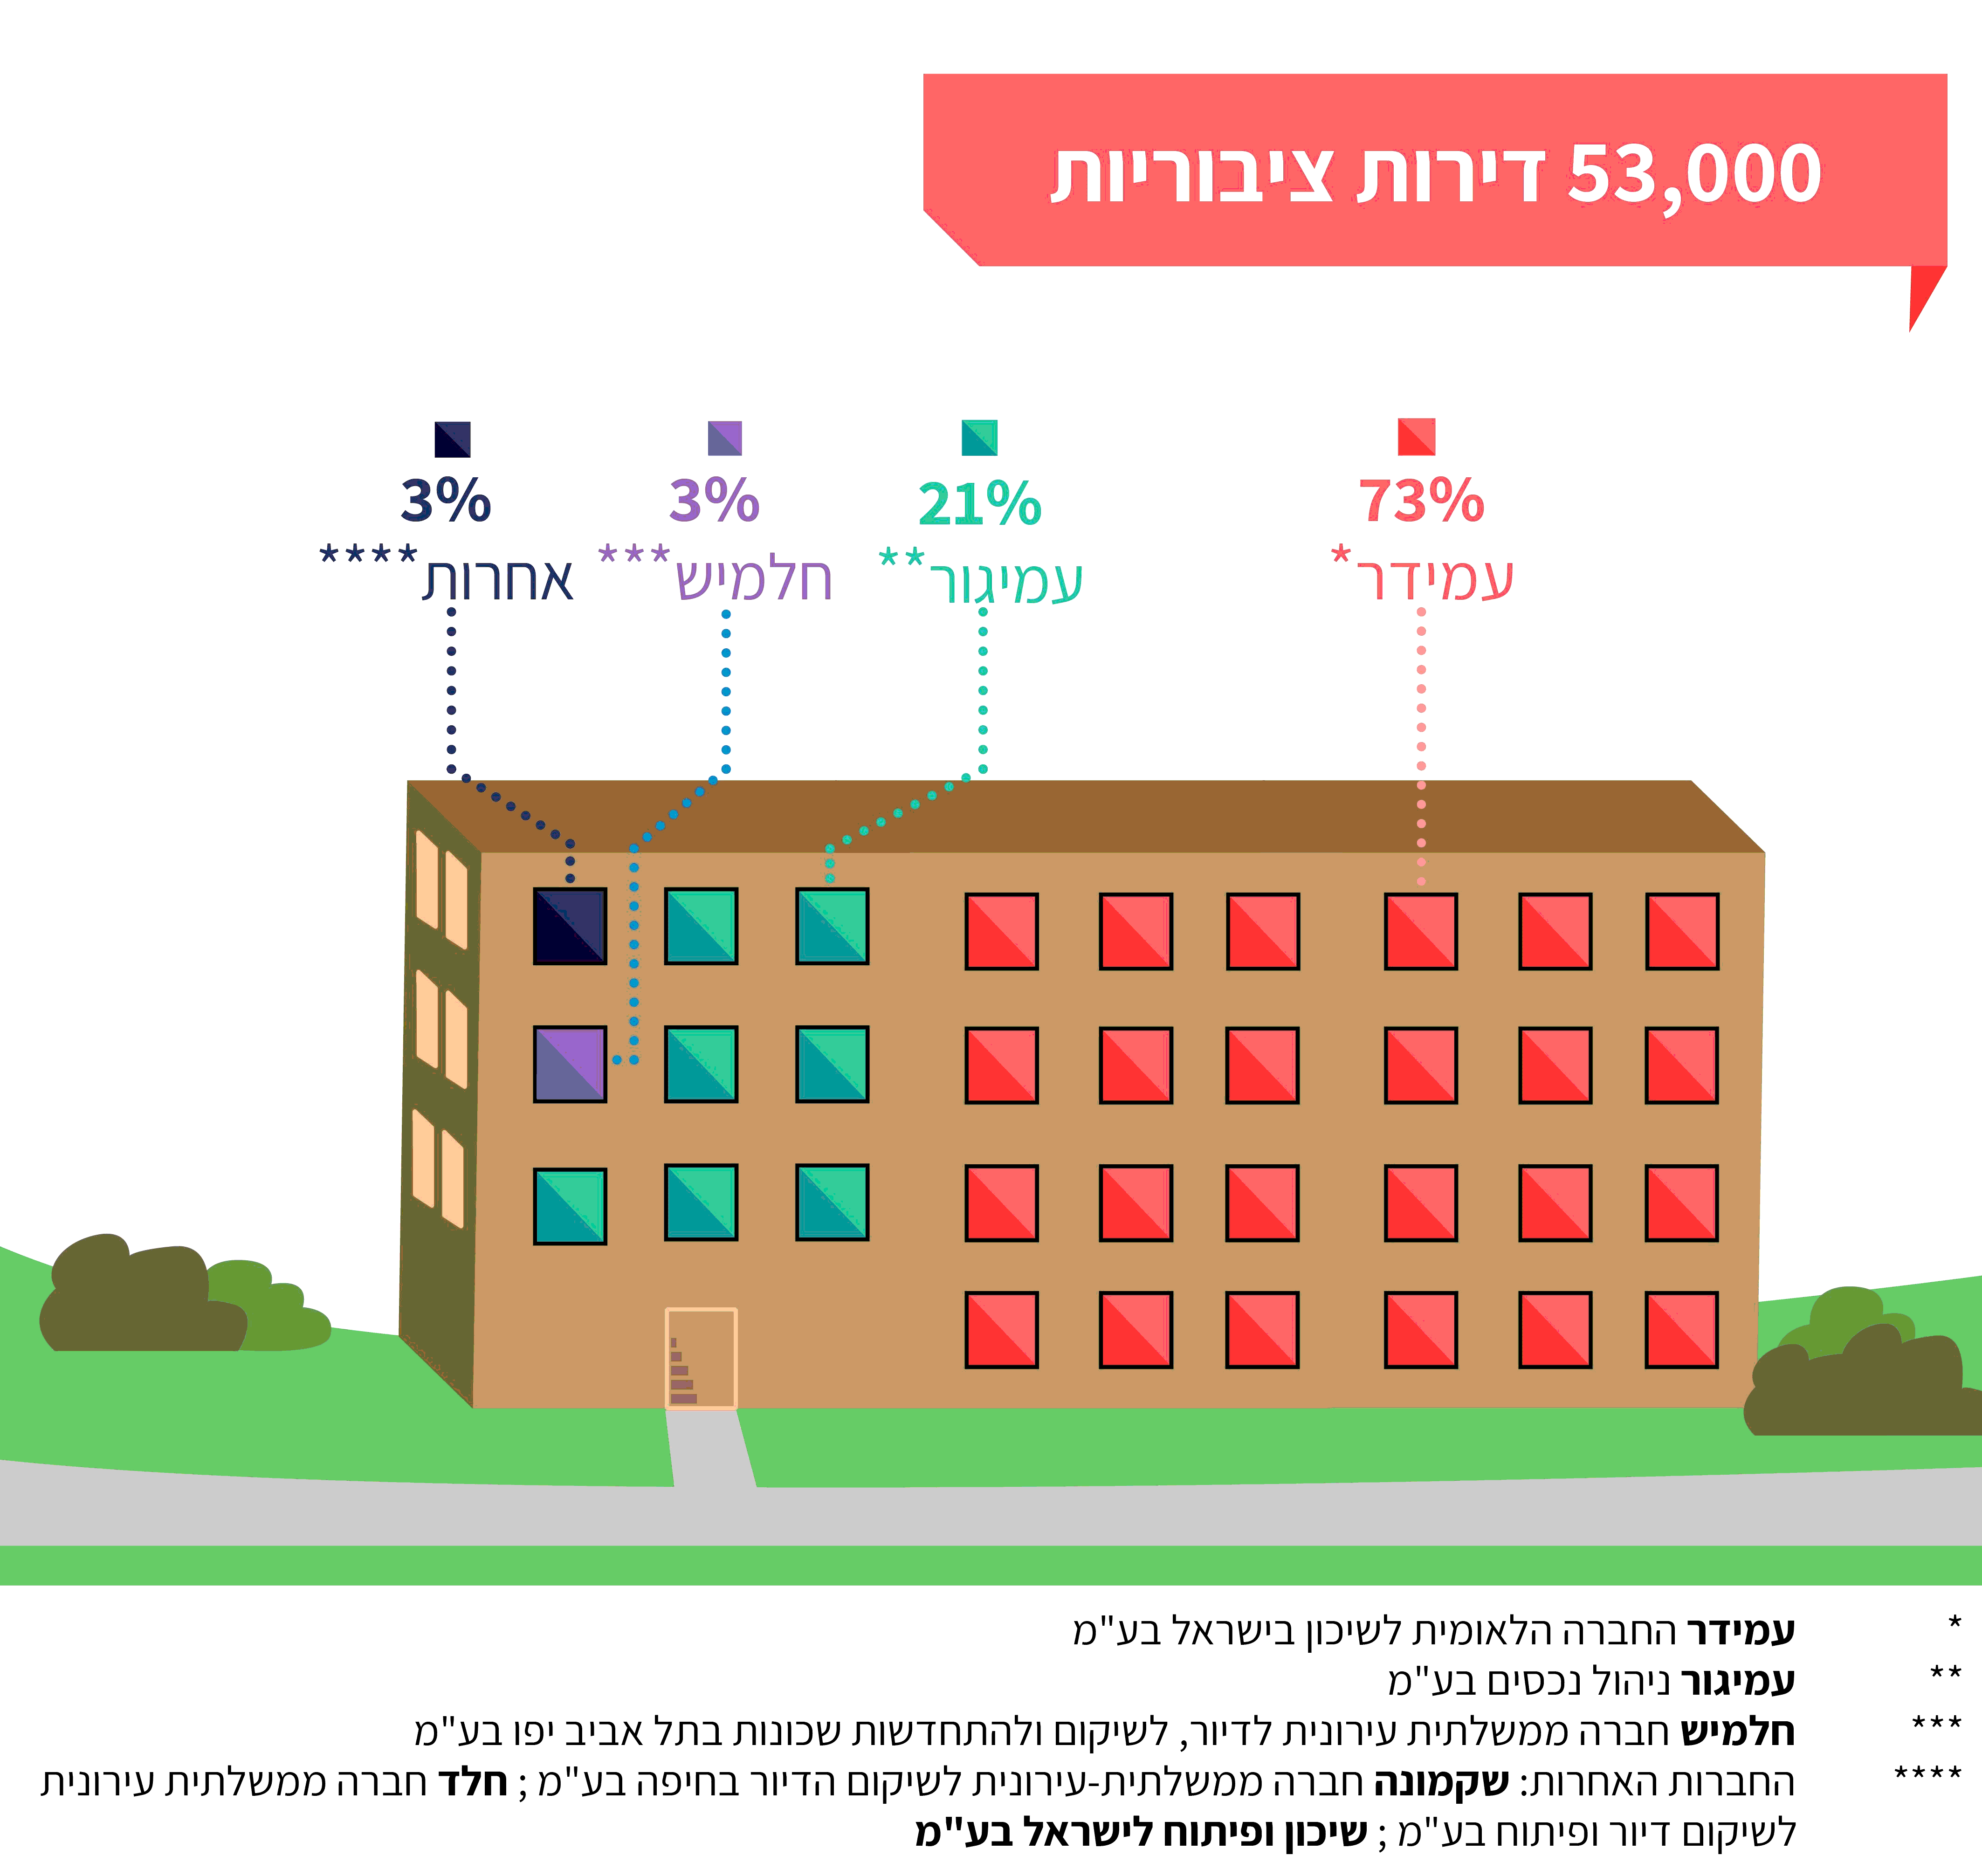 53,000 דירות ציבוריות
73%
עמידר*
21%
עמיגור**
3%
חלמיש***
3%
אחרות****
* עמידר החברה הלאומית לשיכון בישראל בע"מ
** עמיגור ניהול נכסים בע"מ
*** חלמיש חברה ממשלתית עירונית לדיור, לשיקום ולהתחדשות שכונות בתל אביב יפו בע"מ
**** החברות האחרות: שקמונה חברה ממשלתית-עירונית לשיקום הדיור בחיפה בע"מ ; חלד חברה ממשלתית עירונית
לשיקום דיור ופיתוח בע"מ ; שיכון ופיתוח לישראל בע"מ